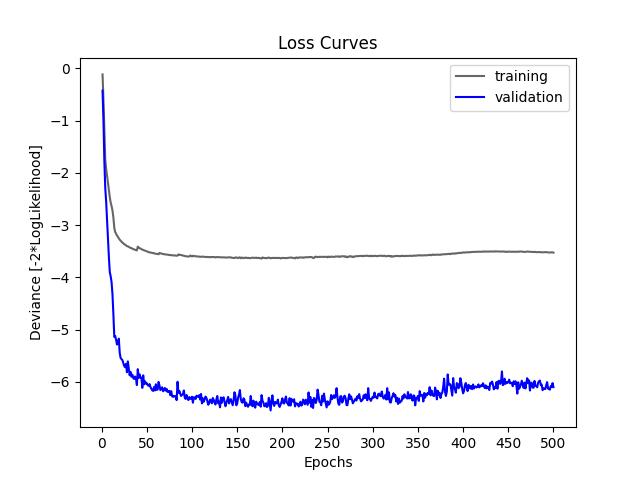 Loss Curves
training
validation
Deviance [-2*LogLikelihood]
0
−1
−2
−3
−4
−5
−6
0 50 100 150 200 250 300 350 400 450 500
Epochs